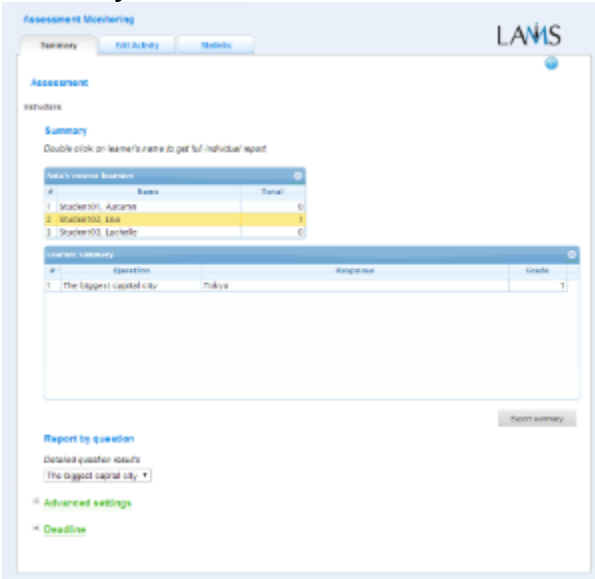 Assessment Monitoring
LAMS
Summary Edit Activity Statistic
Assessment
Instructions
Summary
Double click on learner's name to get full individual report
course learners
# Name Total
1 Student01, Autumn 0
2 Student02, Lisa 1
3 Student03, Lachelle 0
Learner summary
# Question Response Grade
1 The biggest capital city Tokyo 1
Export summary
Report by question
Detailed question results
The biggest capital city
Advanced settings
Deadline